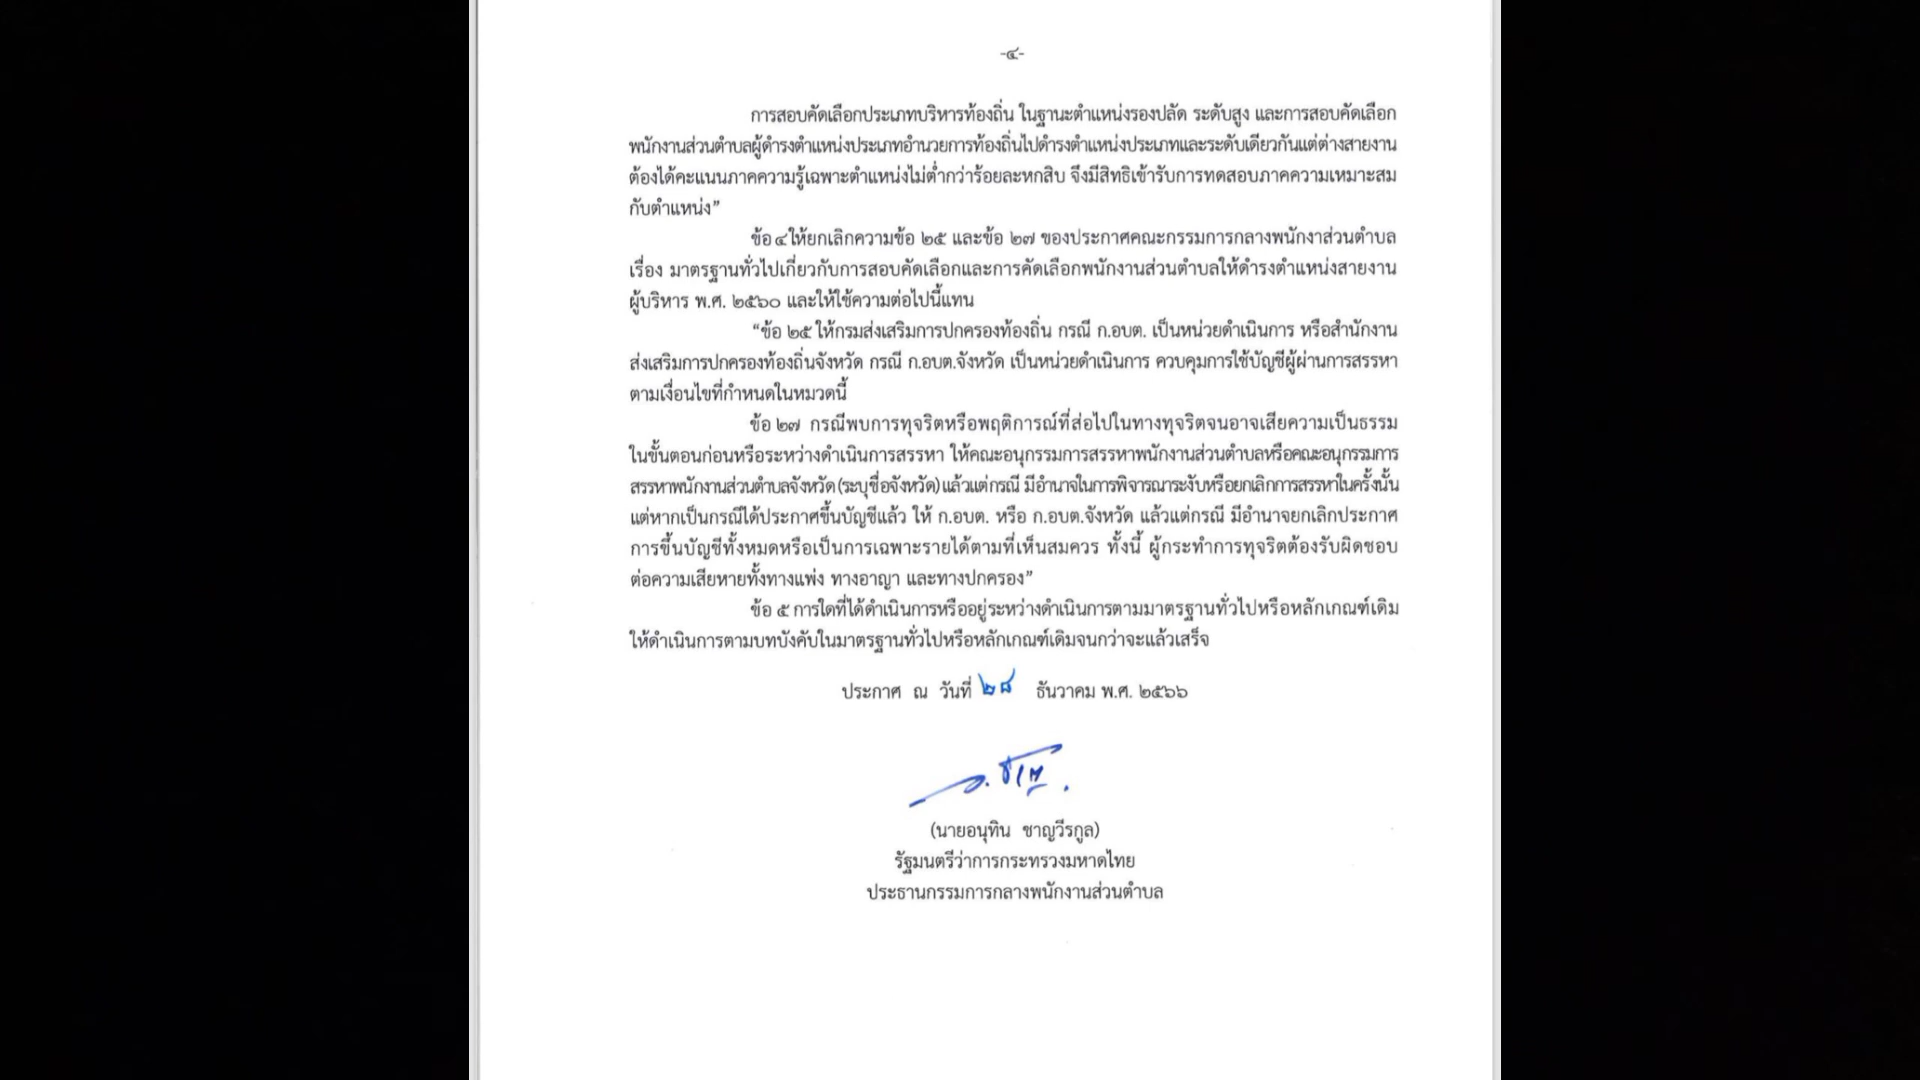 -๔-
การสอบคัดเลือกประเภทบริหารท้องถิ่น ในฐานะตำแหน่งรองปลัด ระดับสูง และการสอบคัดเลือก
พนักงานส่วนตำบลผู้ดำรงตำแหน่งประเภทอำนวยการท้องถิ่นไปดำรงตำแหน่งประเภทและระดับเดียวกันแต่ต่างสายงาน
ต้องได้คะแนนภาคความรู้เฉพาะตำแหน่งไม่ต่ำกว่าร้อยละหกสิบ จึงมีสิทธิเข้ารับการทดสอบภาคความเหมาะสม
กับตำแหน่ง”
ข้อ ๔ ให้ยกเลิกความข้อ ๒๕ และข้อ ๒๗ ของประกาศคณะกรรมการกลางพนักงาส่วนตำบล
เรื่อง มาตรฐานทั่วไปเกี่ยวกับการสอบคัดเลือกและการคัดเลือกพนักงานส่วนตำบลให้ดำรงตำแหน่งสายงาน
ผู้บริหาร พ.ศ. ๒๕๖๐ และให้ใช้ความต่อไปนี้แทน
“ข้อ ๒๕ ให้กรมส่งเสริมการปกครองท้องถิ่น กรณี ก.อบต. เป็นหน่วยดำเนินการ หรือสำนักงาน
ส่งเสริมการปกครองท้องถิ่นจังหวัด กรณี ก.อบต.จังหวัด เป็นหน่วยดำเนินการ ควบคุมการใช้บัญชีผู้ผ่านการสรรหา
ตามเงื่อนไขที่กำหนดในหมวดนี้
ข้อ ๒๗ กรณีพบการทุจริตหรือพฤติการณ์ที่ส่อไปในทางทุจริตจนอาจเสียความเป็นธรรม
ในขั้นตอนก่อนหรือระหว่างดำเนินการสรรหา ให้คณะอนุกรรมการสรรหาพนักงานส่วนตำบลหรือคณะอนุกรรมการ
สรรหาพนักงานส่วนตำบลจังหวัด (ระบุชื่อจังหวัด) แล้วแต่กรณี มีอำนาจในการพิจารณาระงับหรือยกเลิกการสรรหาในครั้งนั้น
แต่หากเป็นกรณีได้ประกาศขึ้นบัญชีแล้ว ให้ ก.อบต. หรือ ก.อบต.จังหวัด แล้วแต่กรณี มีอำนาจยกเลิกประกาศ
การขึ้นบัญชีทั้งหมดหรือเป็นการเฉพาะรายได้ตามที่เห็นสมควร ทั้งนี้ ผู้กระทำการทุจริตต้องรับผิดชอบ
ต่อความเสียหายทั้งทางแพ่ง ทางอาญา และทางปกครอง”
ข้อ ๕ การใดที่ได้ดำเนินการหรืออยู่ระหว่างดำเนินการตามมาตรฐานทั่วไปหรือหลักเกณฑ์เดิม
ให้ดำเนินการตามบทบังคับในมาตรฐานทั่วไปหรือหลักเกณฑ์เดิมจนกว่าจะแล้วเสร็จ
ประกาศ ณ วันที่ ๒๘ ธันวาคม พ.ศ. ๒๕๖๖
(นายอนุทิน ชาญวีรกูล)
รัฐมนตรีว่าการกระทรวงมหาดไทย
ประธานกรรมการกลางพนักงานส่วนตำบล